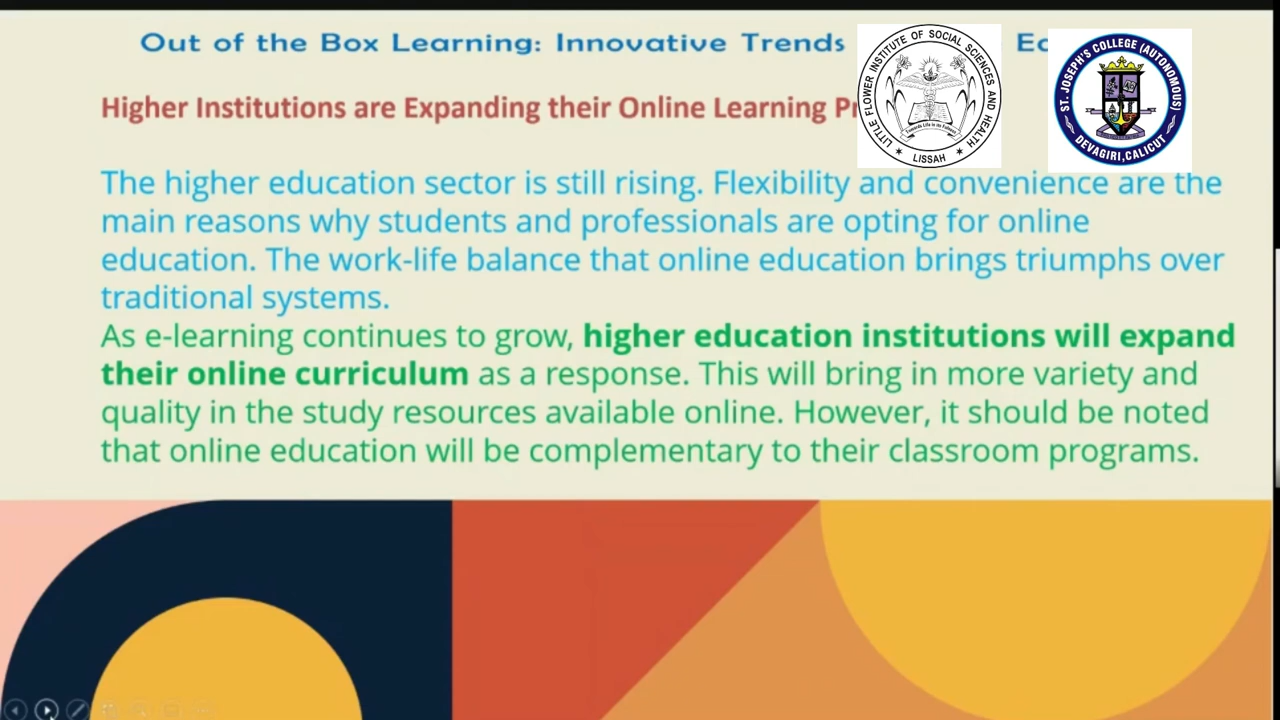 Out of the Box Learning: Innovative Trends
Higher Institutions are Expanding their Online Learning
LITTLE FLOWER INSTITUTE OF SOCIAL SCIENCES AND HEALTH
LISSAH
ST. JOSEPH'S COLLEGE (AUTONOMOUS)
DEVAGIRI, CALICUT
The higher education sector is still rising. Flexibility and convenience are the
main reasons why students and professionals are opting for online
education. The work-life balance that online education brings triumphs over
traditional systems.
As e-learning continues to grow, higher education institutions will expand
their online curriculum as a response. This will bring in more variety and
quality in the study resources available online. However, it should be noted
that online education will be complementary to their classroom programs.